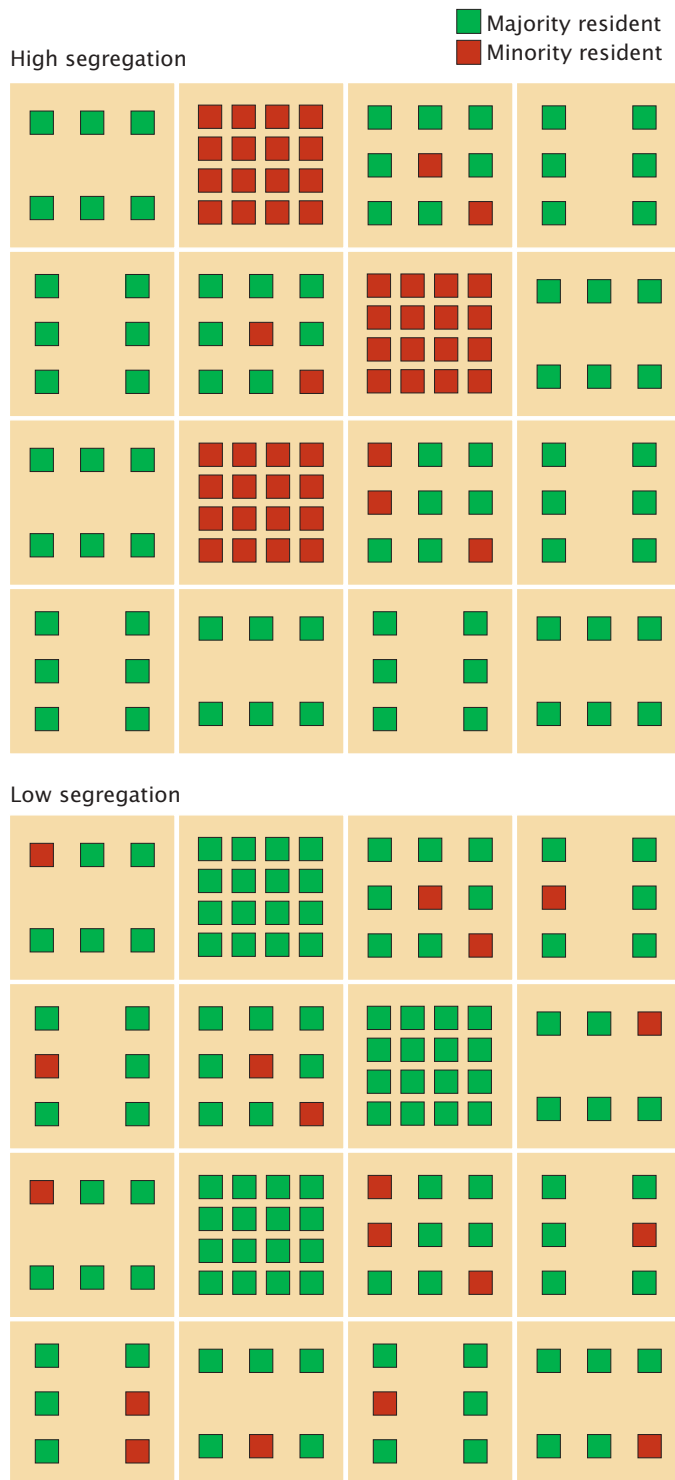 Majority resident
Minority resident
High segregation
Low segregation